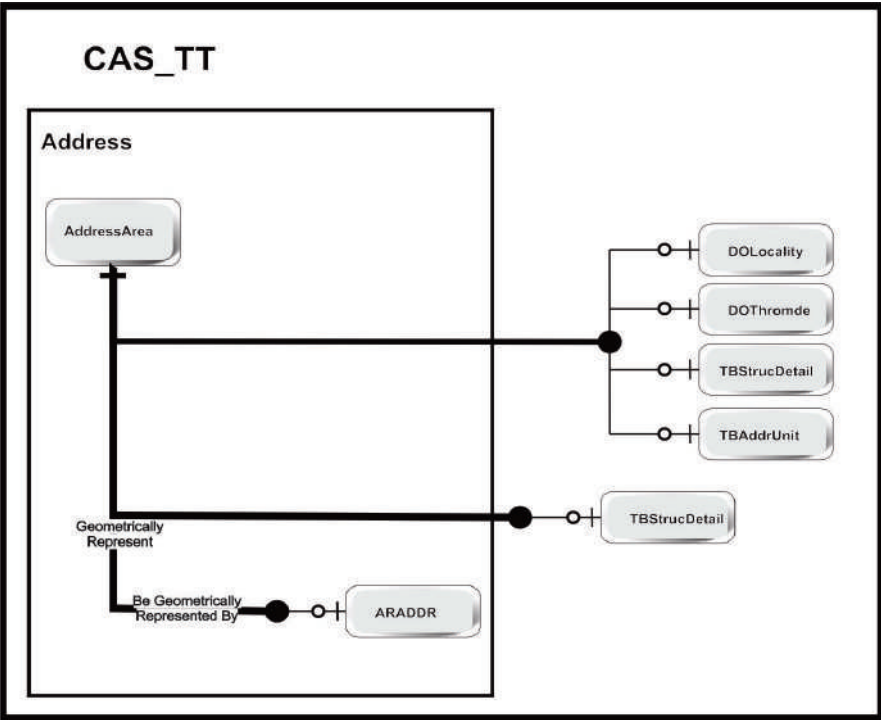 CAS_TT
Address
AddressArea
DOLocality
DOThromde
TBStrucDetail
TBAddrUnit
TBStrucDetail
Geometrically
Represent
Be Geometrically
Represented By
ARADDR